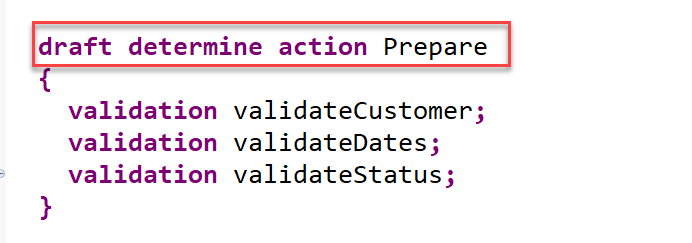 draft determine action Prepare
{
validation validateCustomer;
validation validateDates;
validation validateStatus;
}